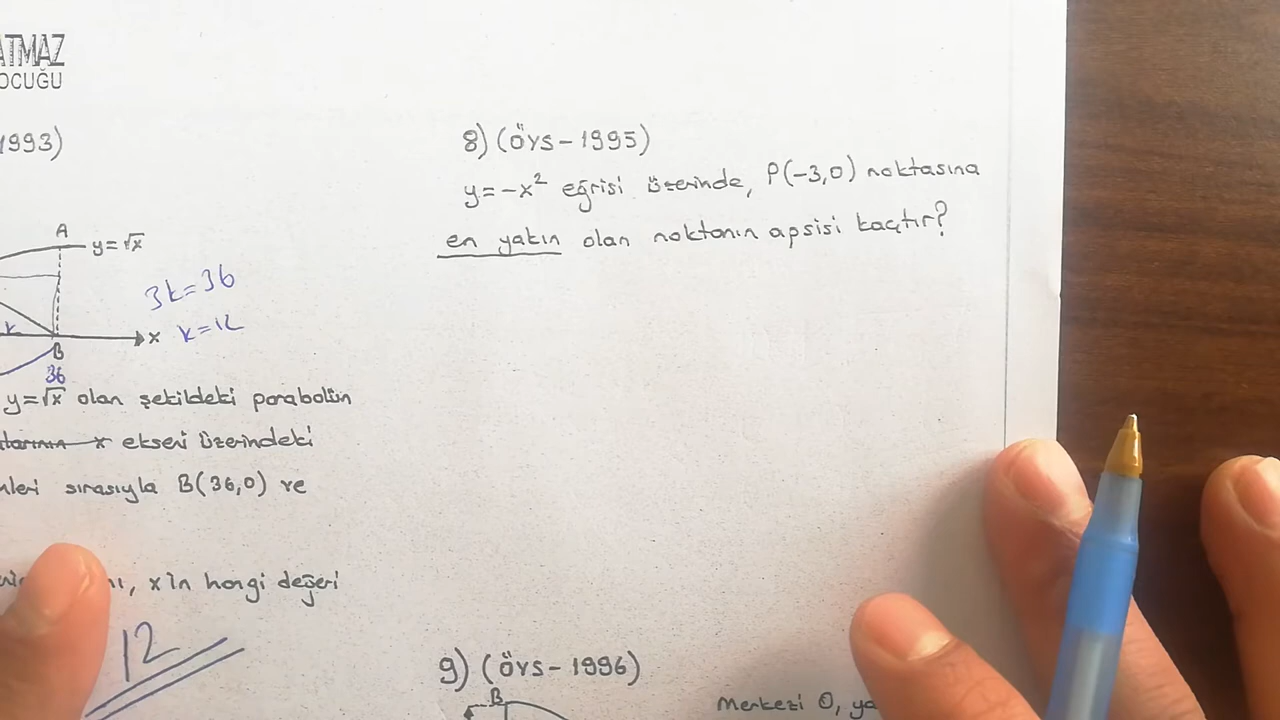 ATMAZ
OCUĞU
1993)
A
y=√x
3k=36
k=12
k
x
B
36
y=√x olan şekildeki parabolün
x ekseni üzerindeki
sırasıyla B(36,0) ve
x'in hangi değeri
12
8) (ÖYS-1995)
y=-x² eğrisi üzerinde, P(-3,0) noktasına
en yakın olan noktanın apsisi kaçtır?
9) (ÖYS-1996)
B
Merkezi O,